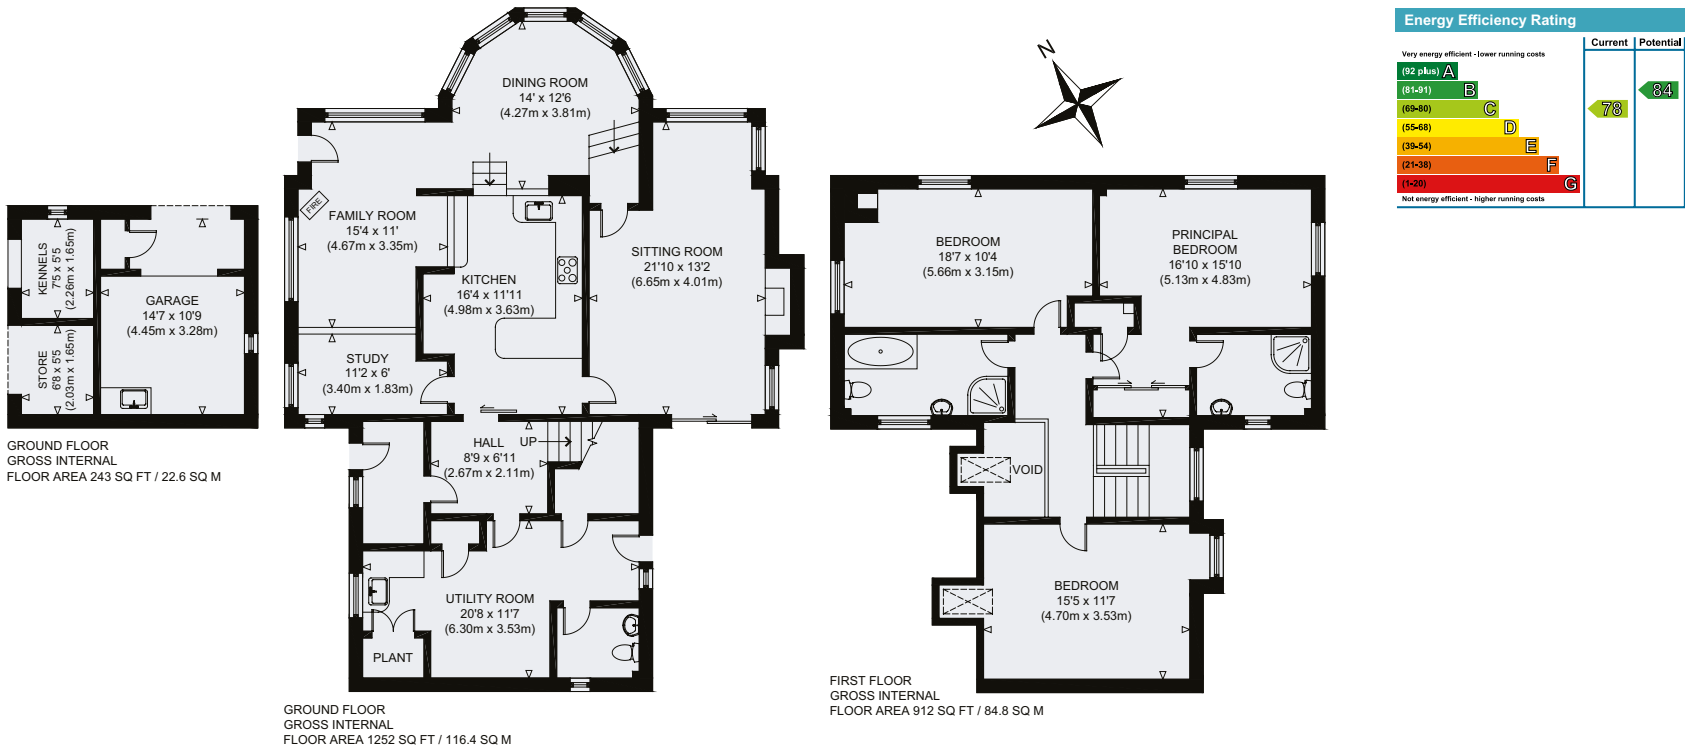 KENNELS
7'5 x 5'5
(2.26m x 1.65m)
STORE
6'8 x 5'5
(2.03m x 1.65m)
GARAGE
14'7 x 10'9
(4.45m x 3.28m)
GROUND FLOOR
GROSS INTERNAL
FLOOR AREA 243 SQ FT / 22.6 SQ M
DINING ROOM
14' x 12'6
(4.27m x 3.81m)
FIRE
FAMILY ROOM
15'4 x 11'
(4.67m x 3.35m)
KITCHEN
16'4 x 11'11
(4.98m x 3.63m)
SITTING ROOM
21'10 x 13'2
(6.65m x 4.01m)
STUDY
11'2 x 6'
(3.40m x 1.83m)
HALL
8'9 x 6'11
(2.67m x 2.11m)
UP
UTILITY ROOM
20'8 x 11'7
(6.30m x 3.53m)
PLANT
GROUND FLOOR
GROSS INTERNAL
FLOOR AREA 1252 SQ FT / 116.4 SQ M
N
BEDROOM
18'7 x 10'4
(5.66m x 3.15m)
PRINCIPAL
BEDROOM
16'10 x 15'10
(5.13m x 4.83m)
VOID
BEDROOM
15'5 x 11'7
(4.70m x 3.53m)
FIRST FLOOR
GROSS INTERNAL
FLOOR AREA 912 SQ FT / 84.8 SQ M
Energy Efficiency Rating
Current Potential
Very energy efficient - lower running costs
(92 plus) A
(81-91) B
84
(69-80) C
78
(55-68) D
(39-54) E
(21-38) F
(1-20) G
Not energy efficient - higher running costs